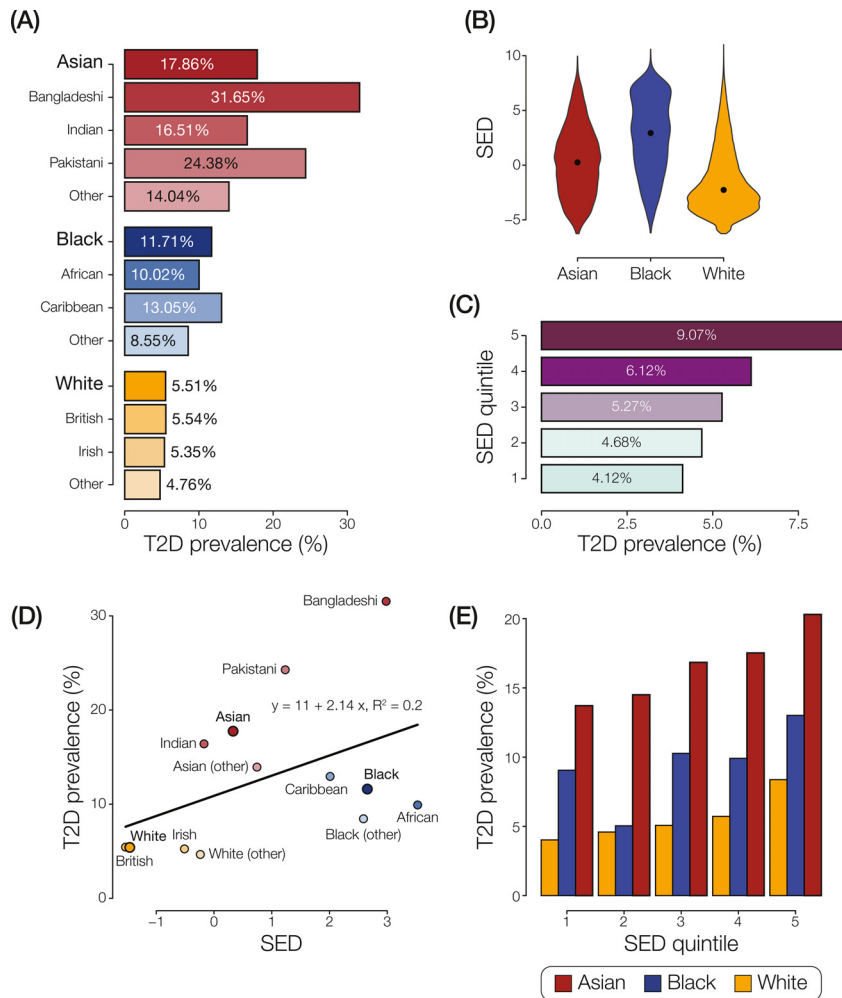 (A)
Asian
17.86%
Bangladeshi
31.65%
Indian
16.51%
Pakistani
24.38%
Other
14.04%
Black
11.71%
African
10.02%
Caribbean
13.05%
Other
8.55%
White
5.51%
British
5.54%
Irish
5.35%
Other
4.76%
0 10 20 30
T2D prevalence (%)
(B)
10
5
0
−5
SED
Asian Black White
(C)
5
9.07%
4
6.12%
3
5.27%
2
4.68%
1
4.12%
SED quintile
0.0 2.5 5.0 7.5
T2D prevalence (%)
(D)
30
20
10
0
T2D prevalence (%)
Bangladeshi
Pakistani
y = 11 + 2.14 x, R² = 0.2
Asian
Indian
Asian (other)
Caribbean
Black
African
Black (other)
White
British
Irish
White (other)
−1 0 1 2 3
SED
(E)
20
15
10
5
0
T2D prevalence (%)
1 2 3 4 5
SED quintile
Asian Black White